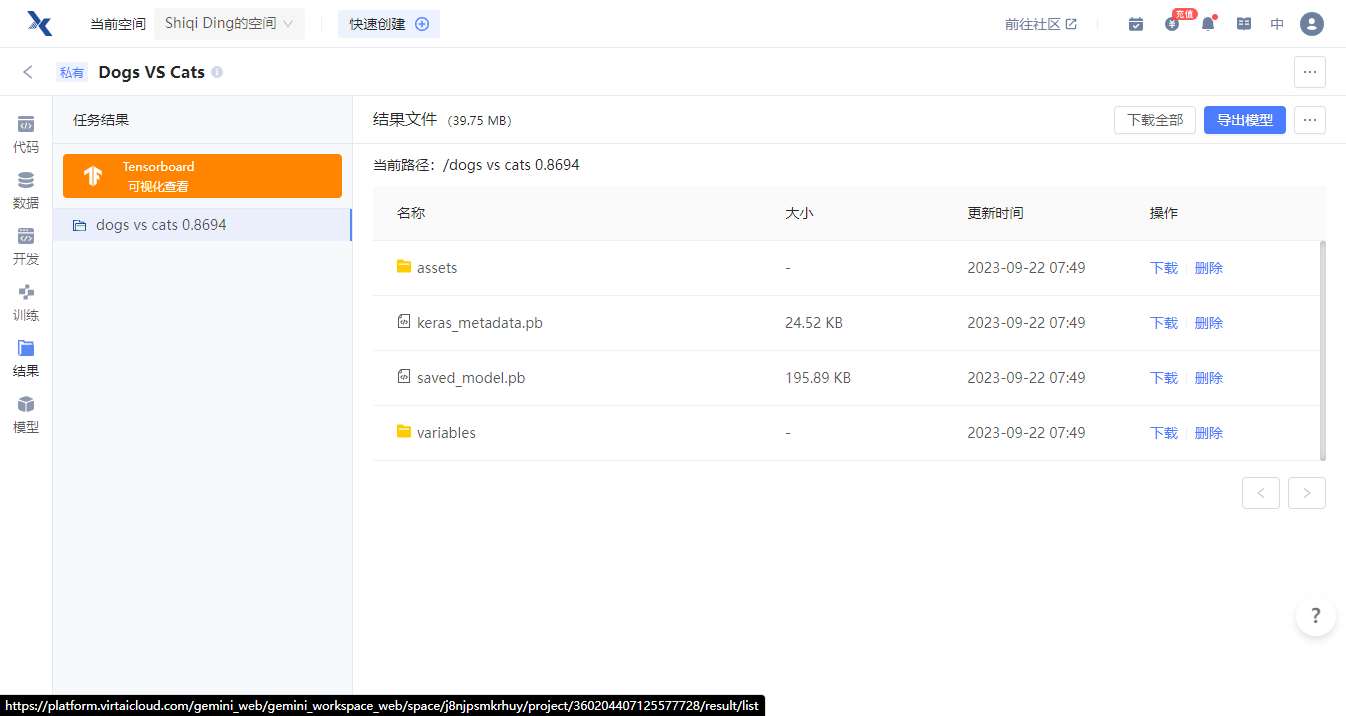 当前空间 Shiqi Ding的空间 快速创建 前往社区 充值 中
私有 Dogs VS Cats
代码
数据
开发
训练
结果
模型
任务结果
Tensorboard
可视化查看
dogs vs cats 0.8694
结果文件 (39.75 MB) 下载全部 导出模型
当前路径: /dogs vs cats 0.8694
名称 大小 更新时间 操作
assets - 2023-09-22 07:49 下载 删除
keras_metadata.pb 24.52 KB 2023-09-22 07:49 下载 删除
saved_model.pb 195.89 KB 2023-09-22 07:49 下载 删除
variables - 2023-09-22 07:49 下载 删除
?
https://platform.virtaicloud.com/gemini_web/gemini_workspace_web/space/j8njpsmkrhuy/project/360204407125577728/result/list